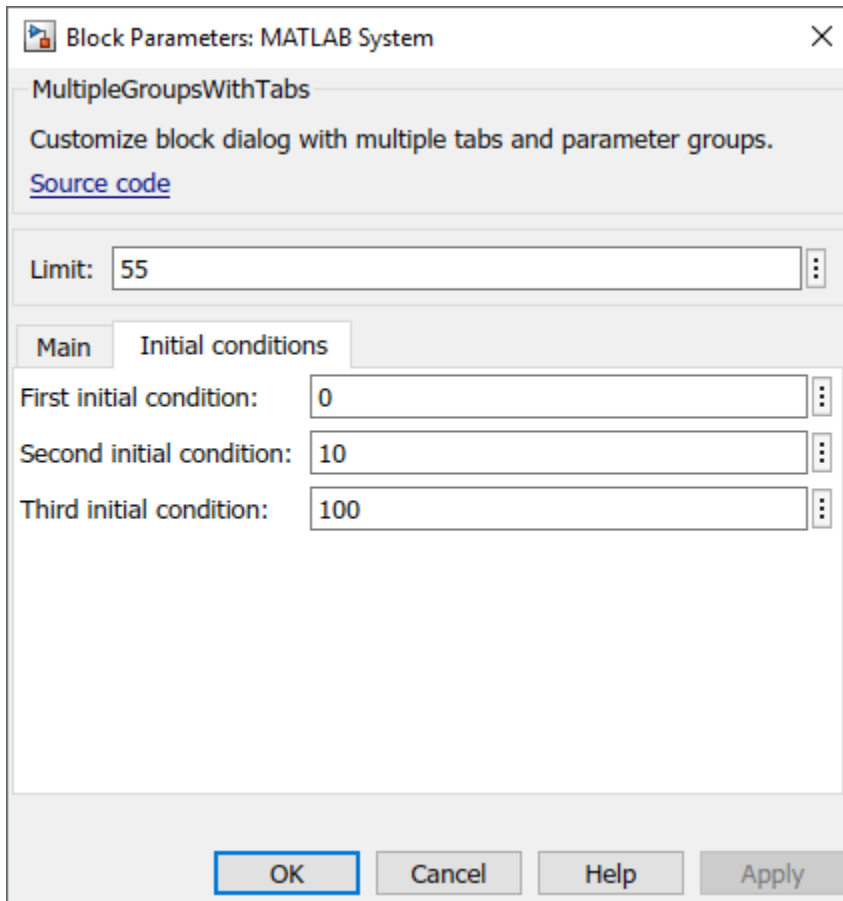 Block Parameters: MATLAB System
MultipleGroupsWithTabs
Customize block dialog with multiple tabs and parameter groups.
Source code
Limit: 55
Main Initial conditions
First initial condition: 0
Second initial condition: 10
Third initial condition: 100
OK Cancel Help Apply